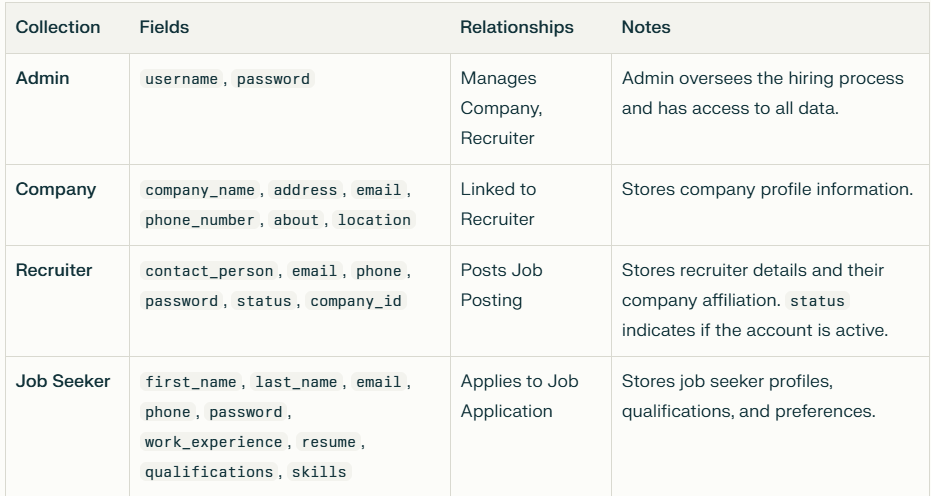 Collection Fields Relationships Notes
Admin
username, password
Manages
Company,
Recruiter
Admin oversees the hiring process
and has access to all data.
Company
company_name, address, email,
phone_number, about, location
Linked to
Recruiter
Stores company profile information.
Recruiter
contact_person, email, phone,
password, status, company_id
Posts Job
Posting
Stores recruiter details and their
company affiliation. status
indicates if the account is active.
Job Seeker
first_name, last_name, email,
phone, password,
work_experience, resume,
qualifications, skills
Applies to Job
Application
Stores job seeker profiles,
qualifications, and preferences.